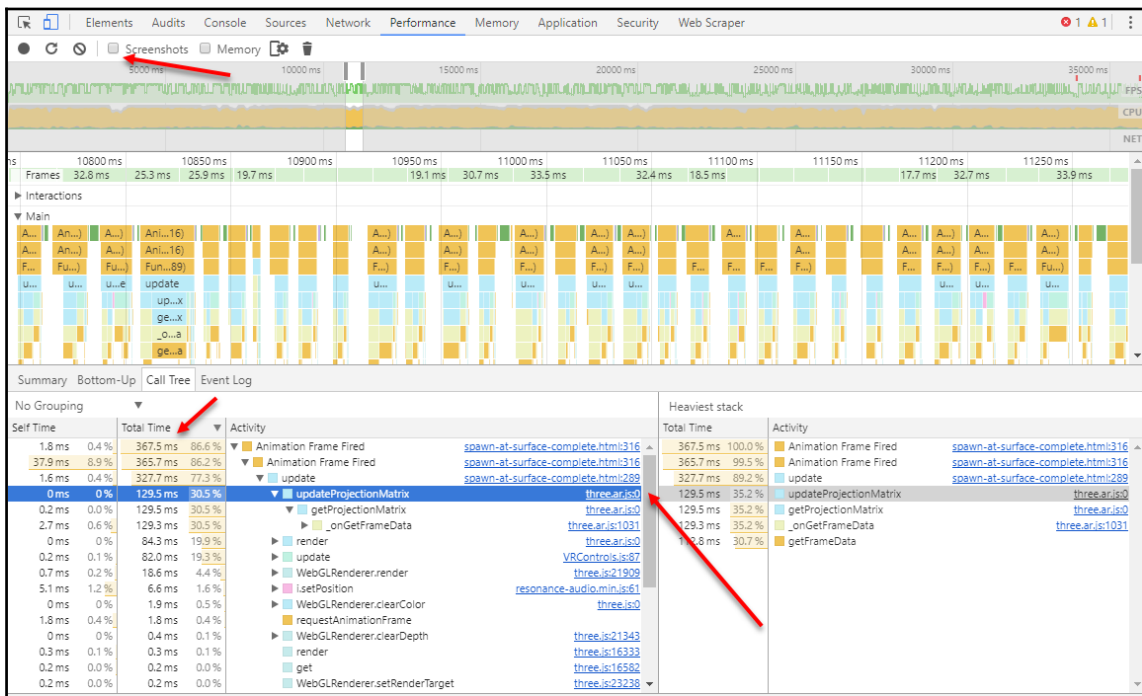 Elements Audits Console Sources Network Performance Memory Application Security Web Scraper 1 1
Screenshots Memory
5000 ms 10000 ms 15000 ms 20000 ms 25000 ms 30000 ms 35000 ms
FPS
CPU
NET
ns 10800 ms 10850 ms 10900 ms 10950 ms 11000 ms 11050 ms 11100 ms 11150 ms 11200 ms 11250 ms
Frames 32.8 ms 25.3 ms 25.9 ms 19.7 ms 19.1 ms 30.7 ms 33.5 ms 32.4 ms 18.5 ms 17.7 ms 32.7 ms 33.9 ms
Interactions
Main
A... An...) A...) Ani...16) A...) A...) A...) A...) A...) A... A... A... A...) A... A...)
A... An...) A...) Ani...16) A...) A...) A...) A...) A...) A... A... A... A...) A... A...)
F... Fu...) Fu...) Fun...89) F...) F...) F...) F...) F...) F... F... F... F... F...) F... Fu...)
u... u... u...e update u... u... u... u... u... u... u... u...
up...x
ge...x
_o...a
ge...a
Summary Bottom-Up Call Tree Event Log
No Grouping Heaviest stack
Self Time Total Time Activity Total Time Activity
1.8 ms 0.4 % 367.5 ms 86.6 % Animation Frame Fired spawn-at-surface-complete.html:316 367.5 ms 100.0 % Animation Frame Fired spawn-at-surface-complete.html:316
37.9 ms 8.9 % 365.7 ms 86.2 % Animation Frame Fired spawn-at-surface-complete.html:316 365.7 ms 99.5 % Animation Frame Fired spawn-at-surface-complete.html:316
1.6 ms 0.4 % 327.7 ms 77.3 % update spawn-at-surface-complete.html:289 327.7 ms 89.2 % update spawn-at-surface-complete.html:289
0 ms 0 % 129.5 ms 30.5 % updateProjectionMatrix three.ar.js:0 129.5 ms 35.2 % updateProjectionMatrix three.ar.js:0
0.2 ms 0.0 % 129.5 ms 30.5 % getProjectionMatrix three.ar.js:0 129.5 ms 35.2 % getProjectionMatrix three.ar.js:0
2.7 ms 0.6 % 129.3 ms 30.5 % _onGetFrameData three.ar.js:1031 129.3 ms 35.2 % _onGetFrameData three.ar.js:1031
0 ms 0 % 84.3 ms 19.9 % render three.ar.js:0 30.7 % getFrameData
0.2 ms 0.1 % 82.0 ms 19.3 % update VRControls.js:87
0.7 ms 0.2 % 18.6 ms 4.4 % WebGLRenderer.render three.js:21909
5.1 ms 1.2 % 6.6 ms 1.6 % i.setPosition resonance-audio.min.js:61
0 ms 0 % 1.9 ms 0.5 % WebGLRenderer.clearColor three.js:0
1.8 ms 0.4 % 1.8 ms 0.4 % requestAnimationFrame
0 ms 0 % 0.4 ms 0.1 % WebGLRenderer.clearDepth three.js:21343
0.3 ms 0.1 % 0.3 ms 0.1 % render three.js:16333
0.2 ms 0.0 % 0.2 ms 0.0 % get three.js:16582
0.2 ms 0.0 % 0.2 ms 0.0 % WebGLRenderer.setRenderTarget three.js:23238